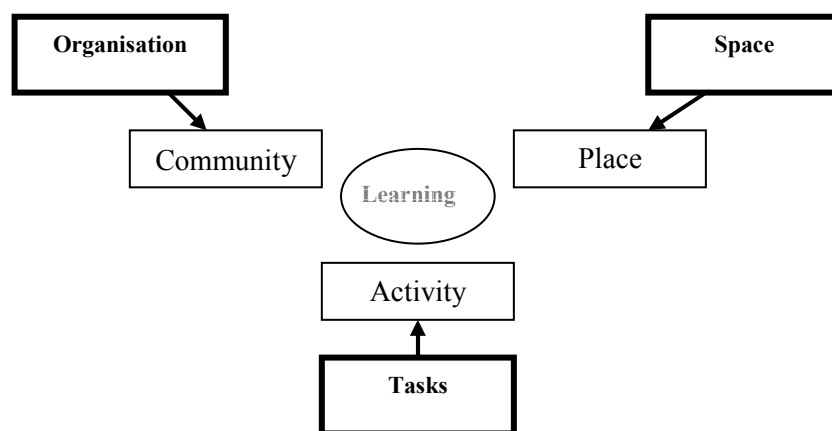 Organisation
Space
Community
Place
Learning
Activity
Tasks